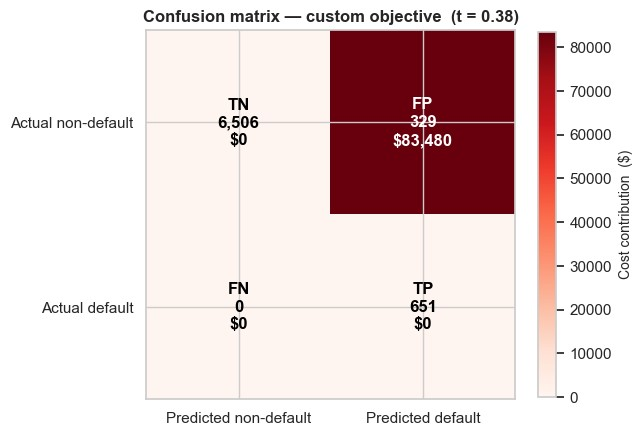 Confusion matrix — custom objective  (t = 0.38)
Actual non-default
TN
6,506
$0
FP
329
$83,480
Actual default
FN
0
$0
TP
651
$0
Predicted non-default
Predicted default
80000
70000
60000
50000
40000
30000
20000
10000
0
Cost contribution  ($)